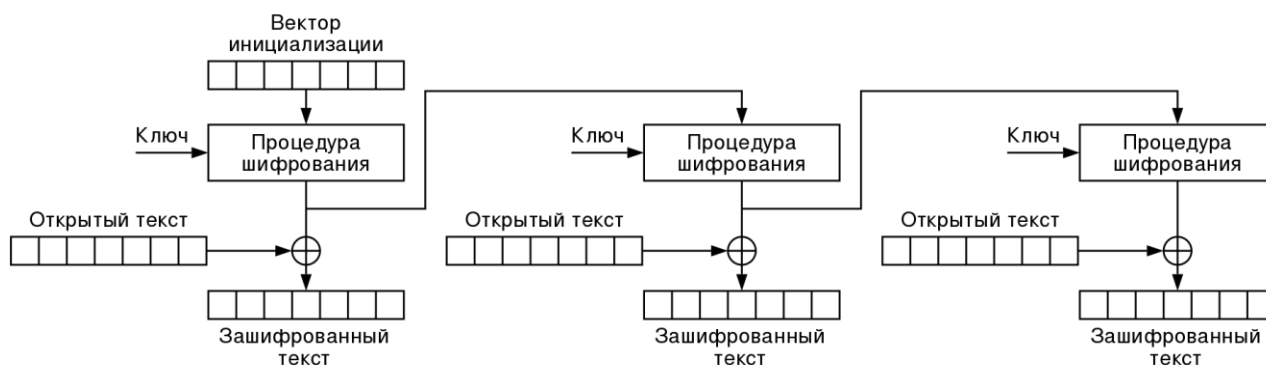 Вектор
инициализации
Ключ
Процедура
шифрования
Ключ
Процедура
шифрования
Ключ
Процедура
шифрования
Открытый текст
Открытый текст
Открытый текст
Зашифрованный
текст
Зашифрованный
текст
Зашифрованный
текст